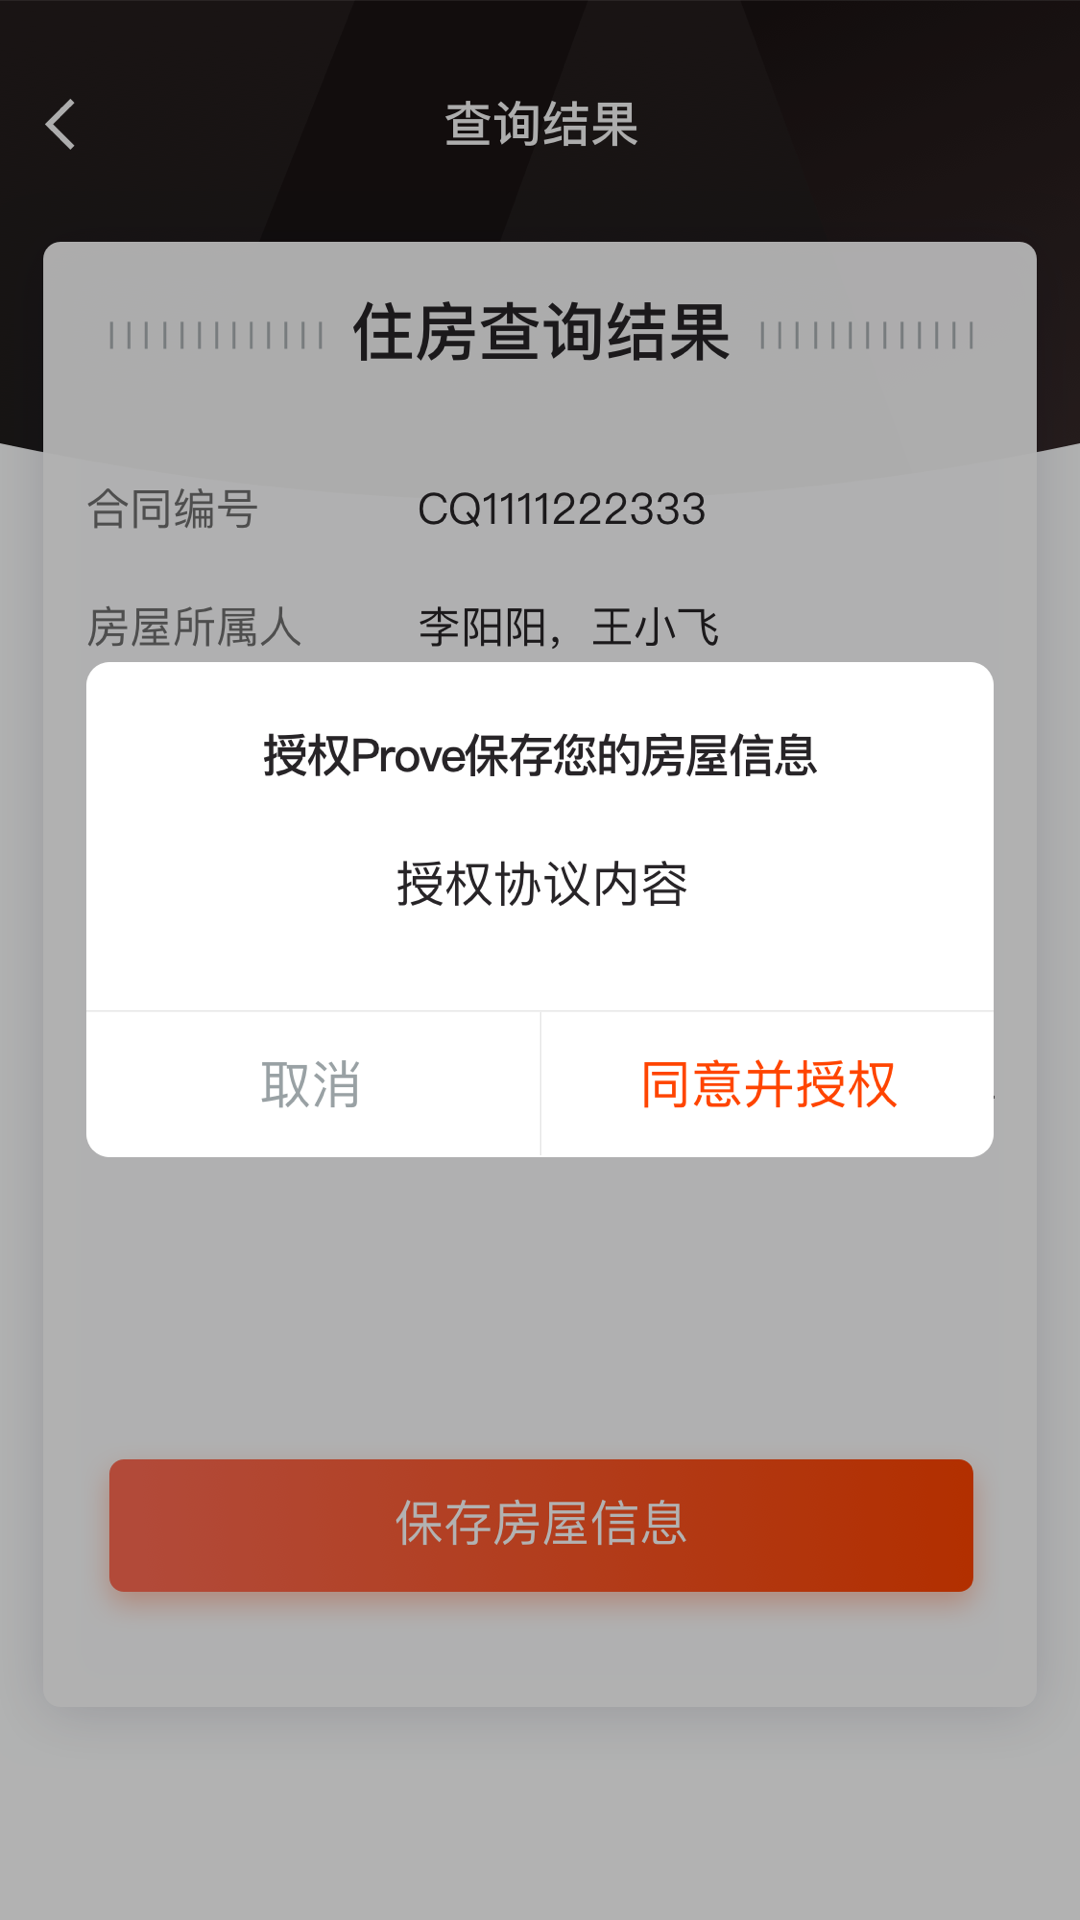 查询结果
住房查询结果
合同编号 CQ1111222333
房屋所属人 李阳阳，王小飞
授权Prove保存您的房屋信息
授权协议内容
取消 同意并授权
保存房屋信息